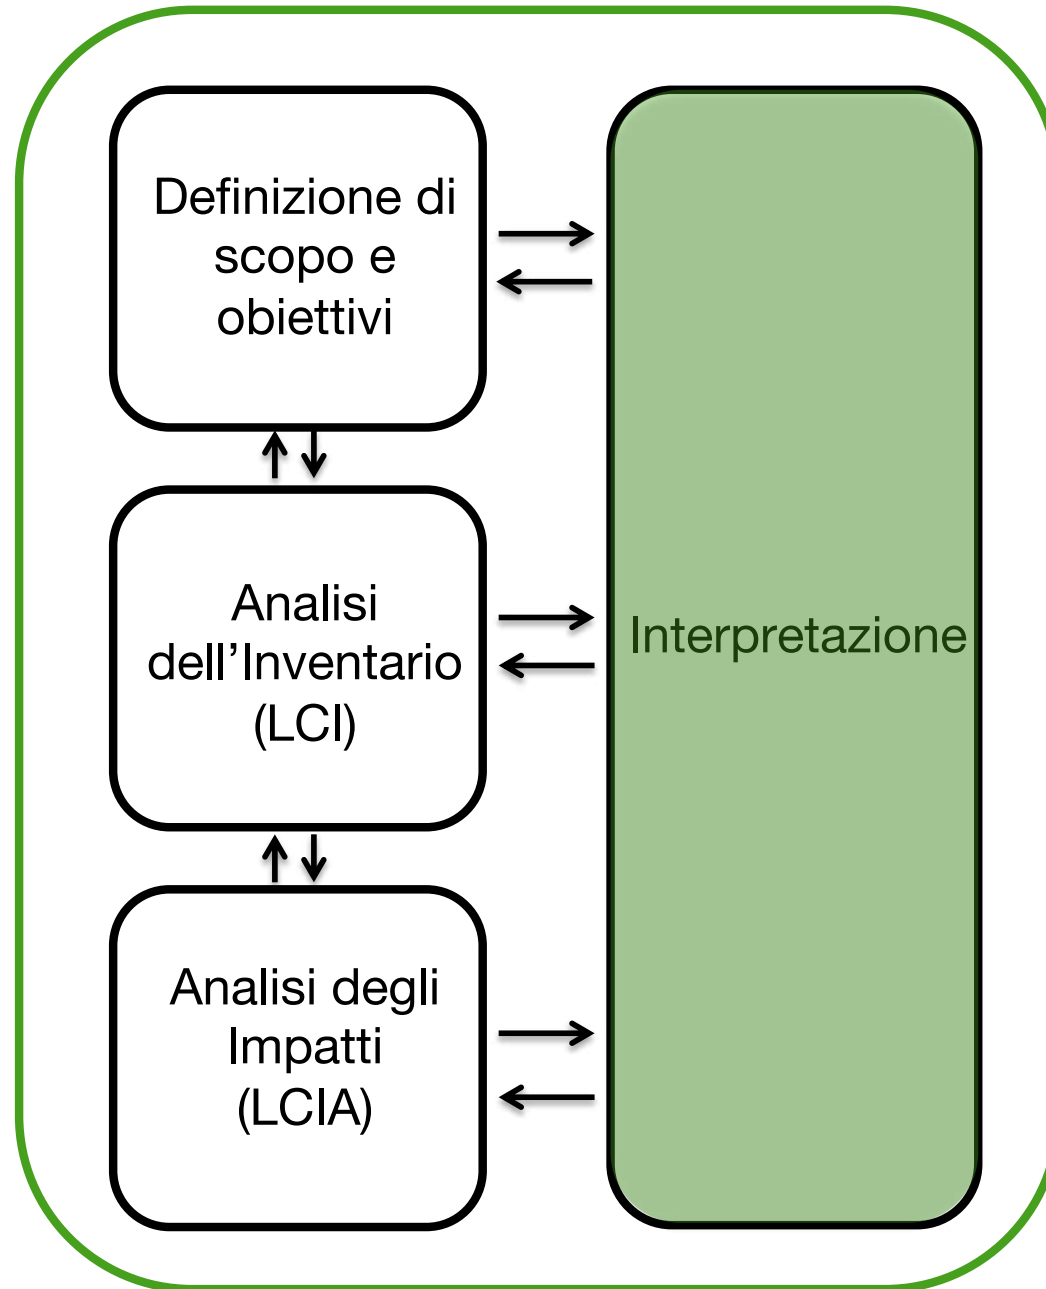 Definizione di
scopo e
obiettivi
Analisi
dell’Inventario
(LCI)
Analisi degli
Impatti
(LCIA)
Interpretazione